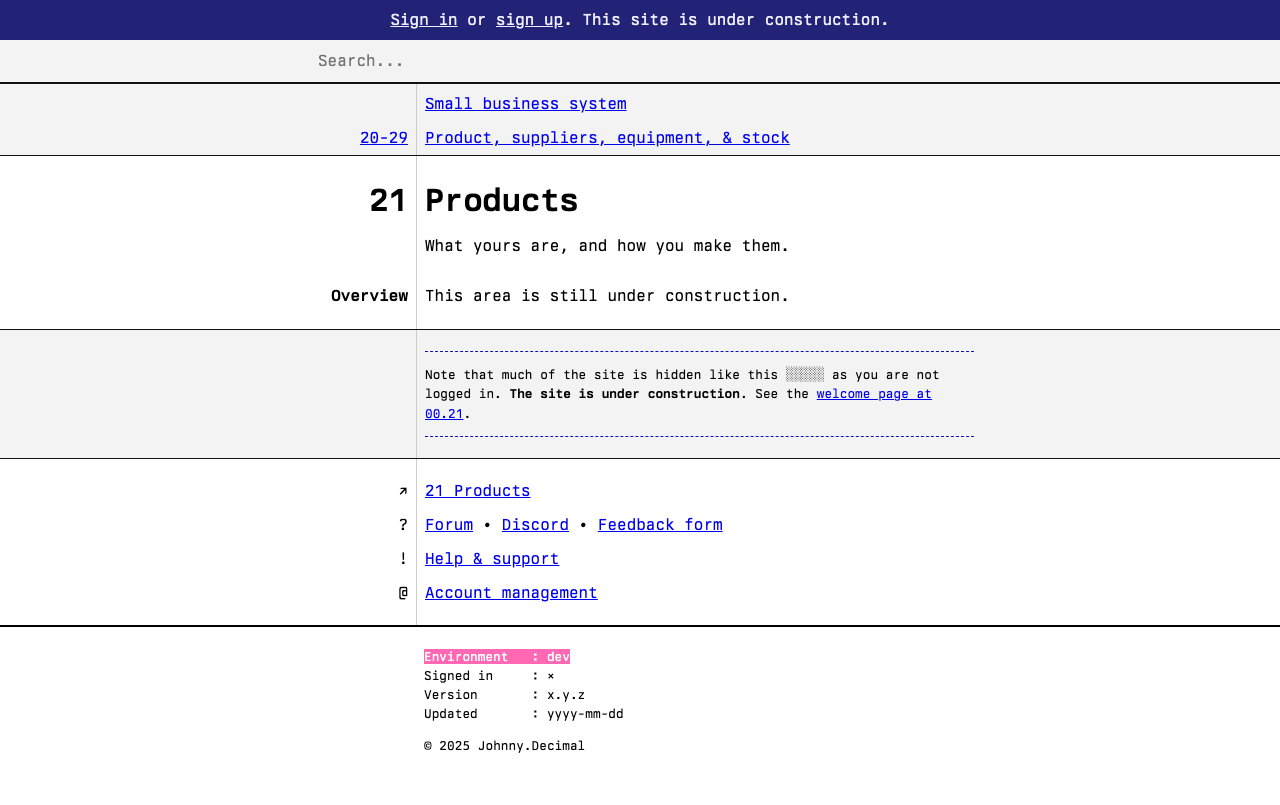 Sign in or sign up. This site is under construction.
Search...
Small business system
20-29 Product, suppliers, equipment, & stock
21 Products
What yours are, and how you make them.
Overview This area is still under construction.
Note that much of the site is hidden like this ░░░░░ as you are not
logged in. The site is under construction. See the welcome page at
00.21.
↗ 21 Products
? Forum • Discord • Feedback form
! Help & support
@ Account management
Environment : dev
Signed in : ×
Version : x.y.z
Updated : yyyy-mm-dd
© 2025 Johnny.Decimal